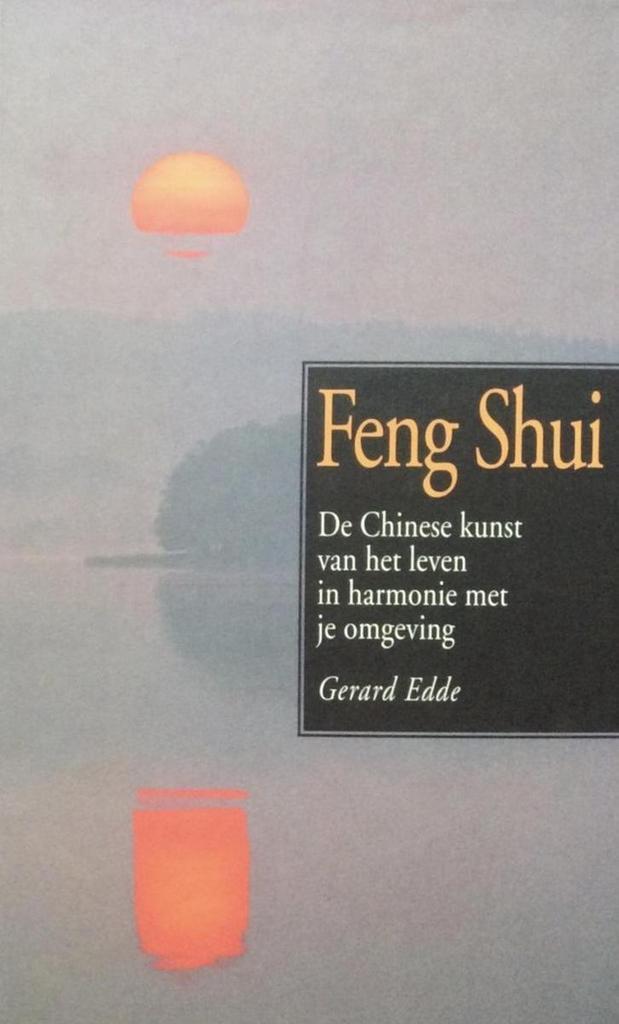 Feng Shui
De Chinese kunst
van het leven
in harmonie met
je omgeving
Gerard Edde